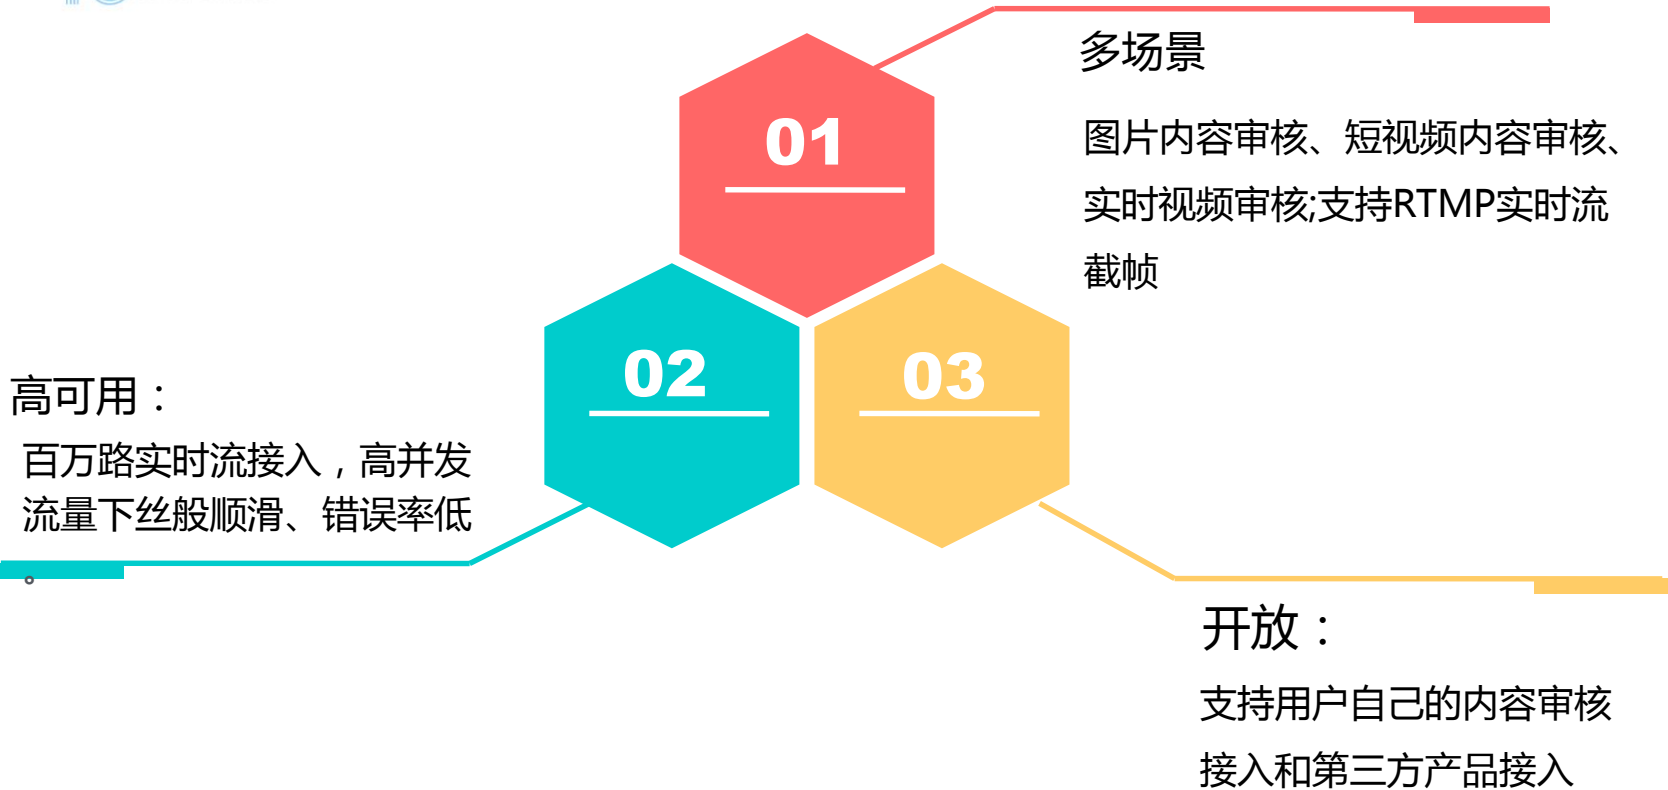 01
多场景
图片内容审核、短视频内容审核、
实时视频审核;支持RTMP实时流
截帧
02
高可用：
百万路实时流接入，高并发
流量下丝般顺滑、错误率低
。
03
开放：
支持用户自己的内容审核
接入和第三方产品接入